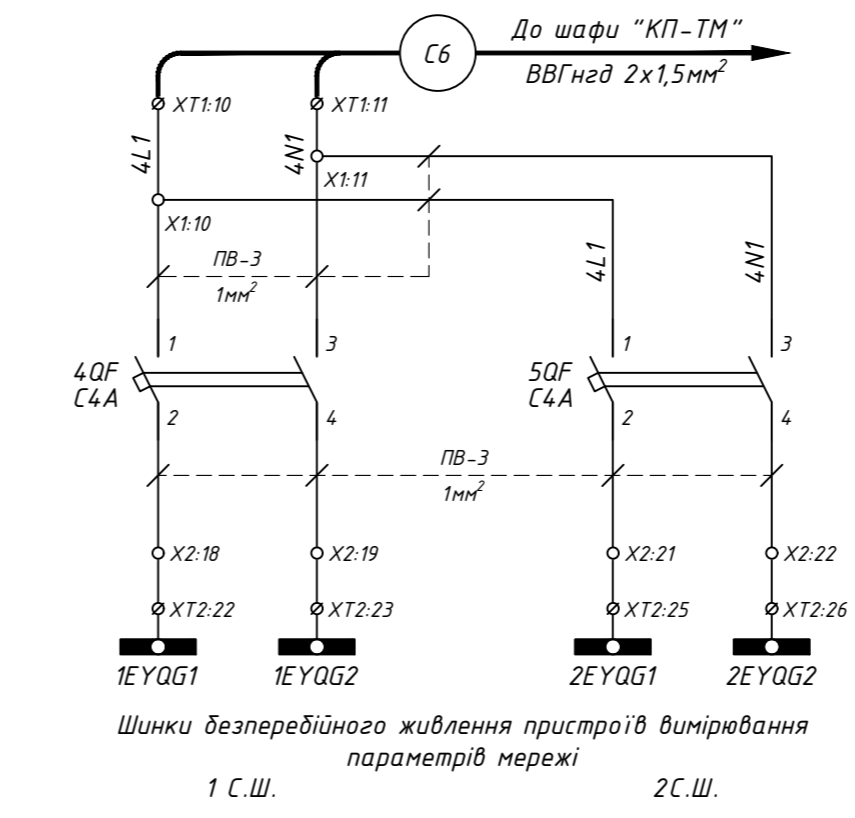 До шафи "КП-ТМ"
С6
ВВГнгд 2х1,5мм²
XT1:10
XT1:11
4L1
4N1
X1:11
X1:10
ПВ-3
1мм²
4L1
4N1
1
3
1
3
4QF
C4A
5QF
C4A
2
4
2
4
ПВ-3
1мм²
X2:18
X2:19
X2:21
X2:22
XT2:22
XT2:23
XT2:25
XT2:26
1EYQG1
1EYQG2
2EYQG1
2EYQG2
Шинки безперебійного живлення пристроїв вимірювання
параметрів мережі
1 С.Ш.
2С.Ш.